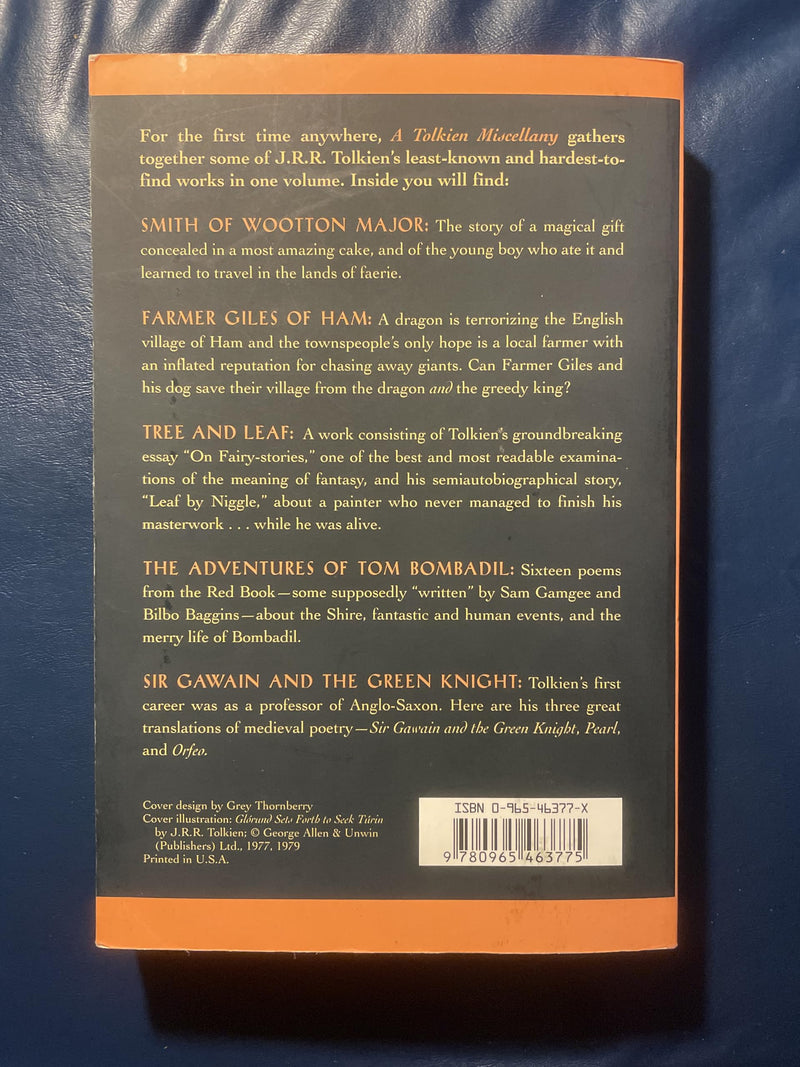 For the first time anywhere, A Tolkien Miscellany gathers
together some of J.R.R. Tolkien's least-known and hardest-to-
find works in one volume. Inside you will find:
SMITH OF WOOTTON MAJOR: The story of a magical gift
concealed in a most amazing cake, and of the young boy who ate it and
learned to travel in the lands of faerie.
FARMER GILES OF HAM: A dragon is terrorizing the English
village of Ham and the townspeople's only hope is a local farmer with
an inflated reputation for chasing away giants. Can Farmer Giles and
his dog save their village from the dragon and the greedy king?
TREE AND LEAF: A work consisting of Tolkien's groundbreaking
essay “On Fairy-stories,” one of the best and most readable examina-
tions of the meaning of fantasy, and his semiautobiographical story,
“Leaf by Niggle,” about a painter who never managed to finish his
masterwork . . . while he was alive.
THE ADVENTURES OF TOM BOMBADIL: Sixteen poems
from the Red Book—some supposedly “written” by Sam Gamgee and
Bilbo Baggins—about the Shire, fantastic and human events, and the
merry life of Bombadil.
SIR GAWAIN AND THE GREEN KNIGHT: Tolkien's first
career was as a professor of Anglo-Saxon. Here are his three great
translations of medieval poetry—Sir Gawain and the Green Knight, Pearl,
and Orfeo.
Cover design by Grey Thornberry
Cover illustration: Glórund Sets Forth to Seek Túrin
by J.R.R. Tolkien; © George Allen & Unwin
(Publishers) Ltd., 1977, 1979
Printed in U.S.A.
ISBN 0-965-46377-X
9 780965 463775